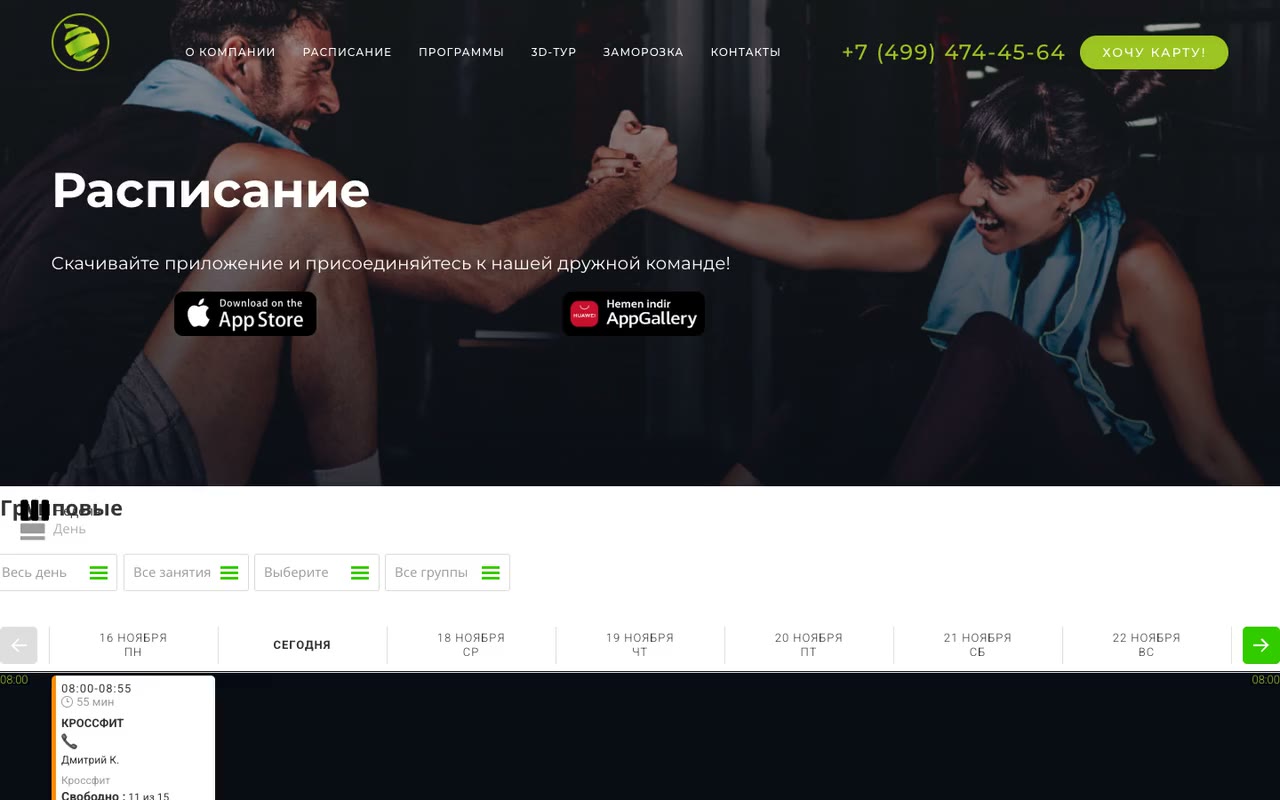 О КОМПАНИИ РАСПИСАНИЕ ПРОГРАММЫ 3D-ТУР ЗАМОРОЗКА КОНТАКТЫ +7 (499) 474-45-64 ХОЧУ КАРТУ!
Расписание
Скачивайте приложение и присоединяйтесь к нашей дружной команде!
Download on the
App Store
Hemen indir
HUAWEI AppGallery
День
Весь день Все занятия Выберите Все группы
16 НОЯБРЯ
ПН
СЕГОДНЯ
18 НОЯБРЯ
СР
19 НОЯБРЯ
ЧТ
20 НОЯБРЯ
ПТ
21 НОЯБРЯ
СБ
22 НОЯБРЯ
ВС
08:00 08:00
08:00-08:55
55 мин
КРОССФИТ
Дмитрий К.
Кроссфит
Свободно : 11 из 15